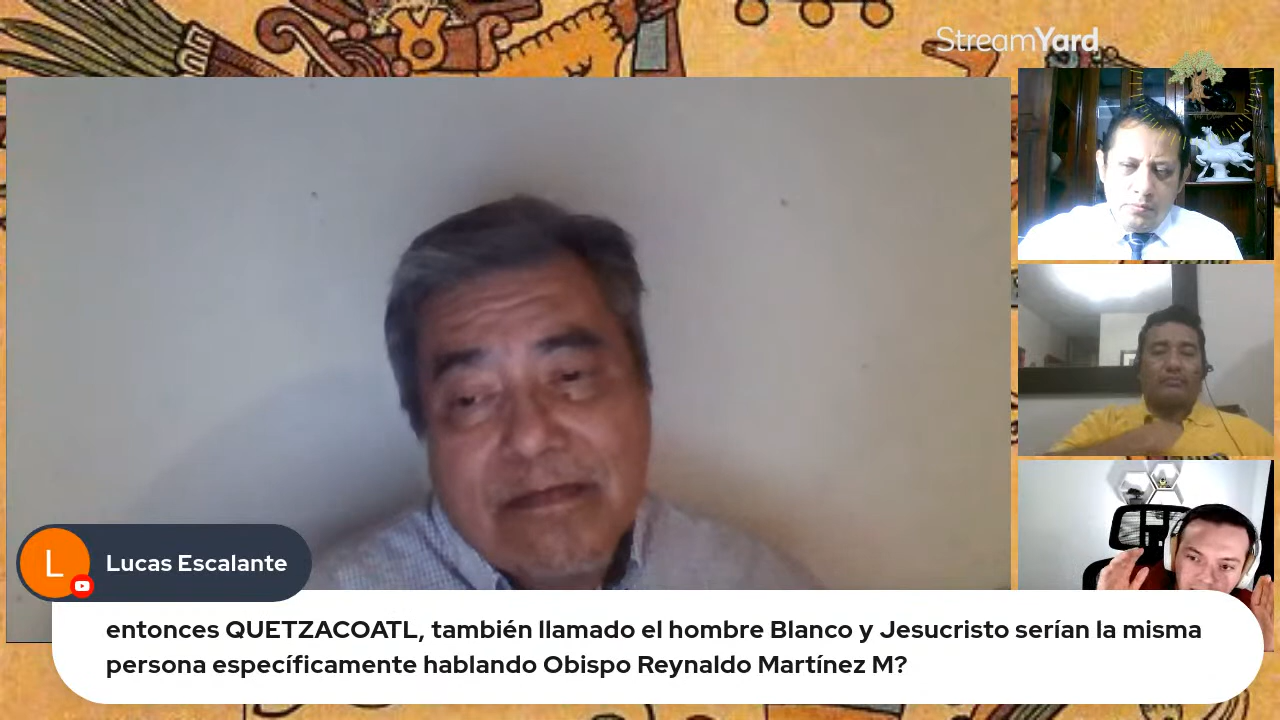 StreamYard
L
Lucas Escalante
entonces QUETZACOATL, también llamado el hombre Blanco y Jesucristo serían la misma
persona específicamente hablando Obispo Reynaldo Martínez M?